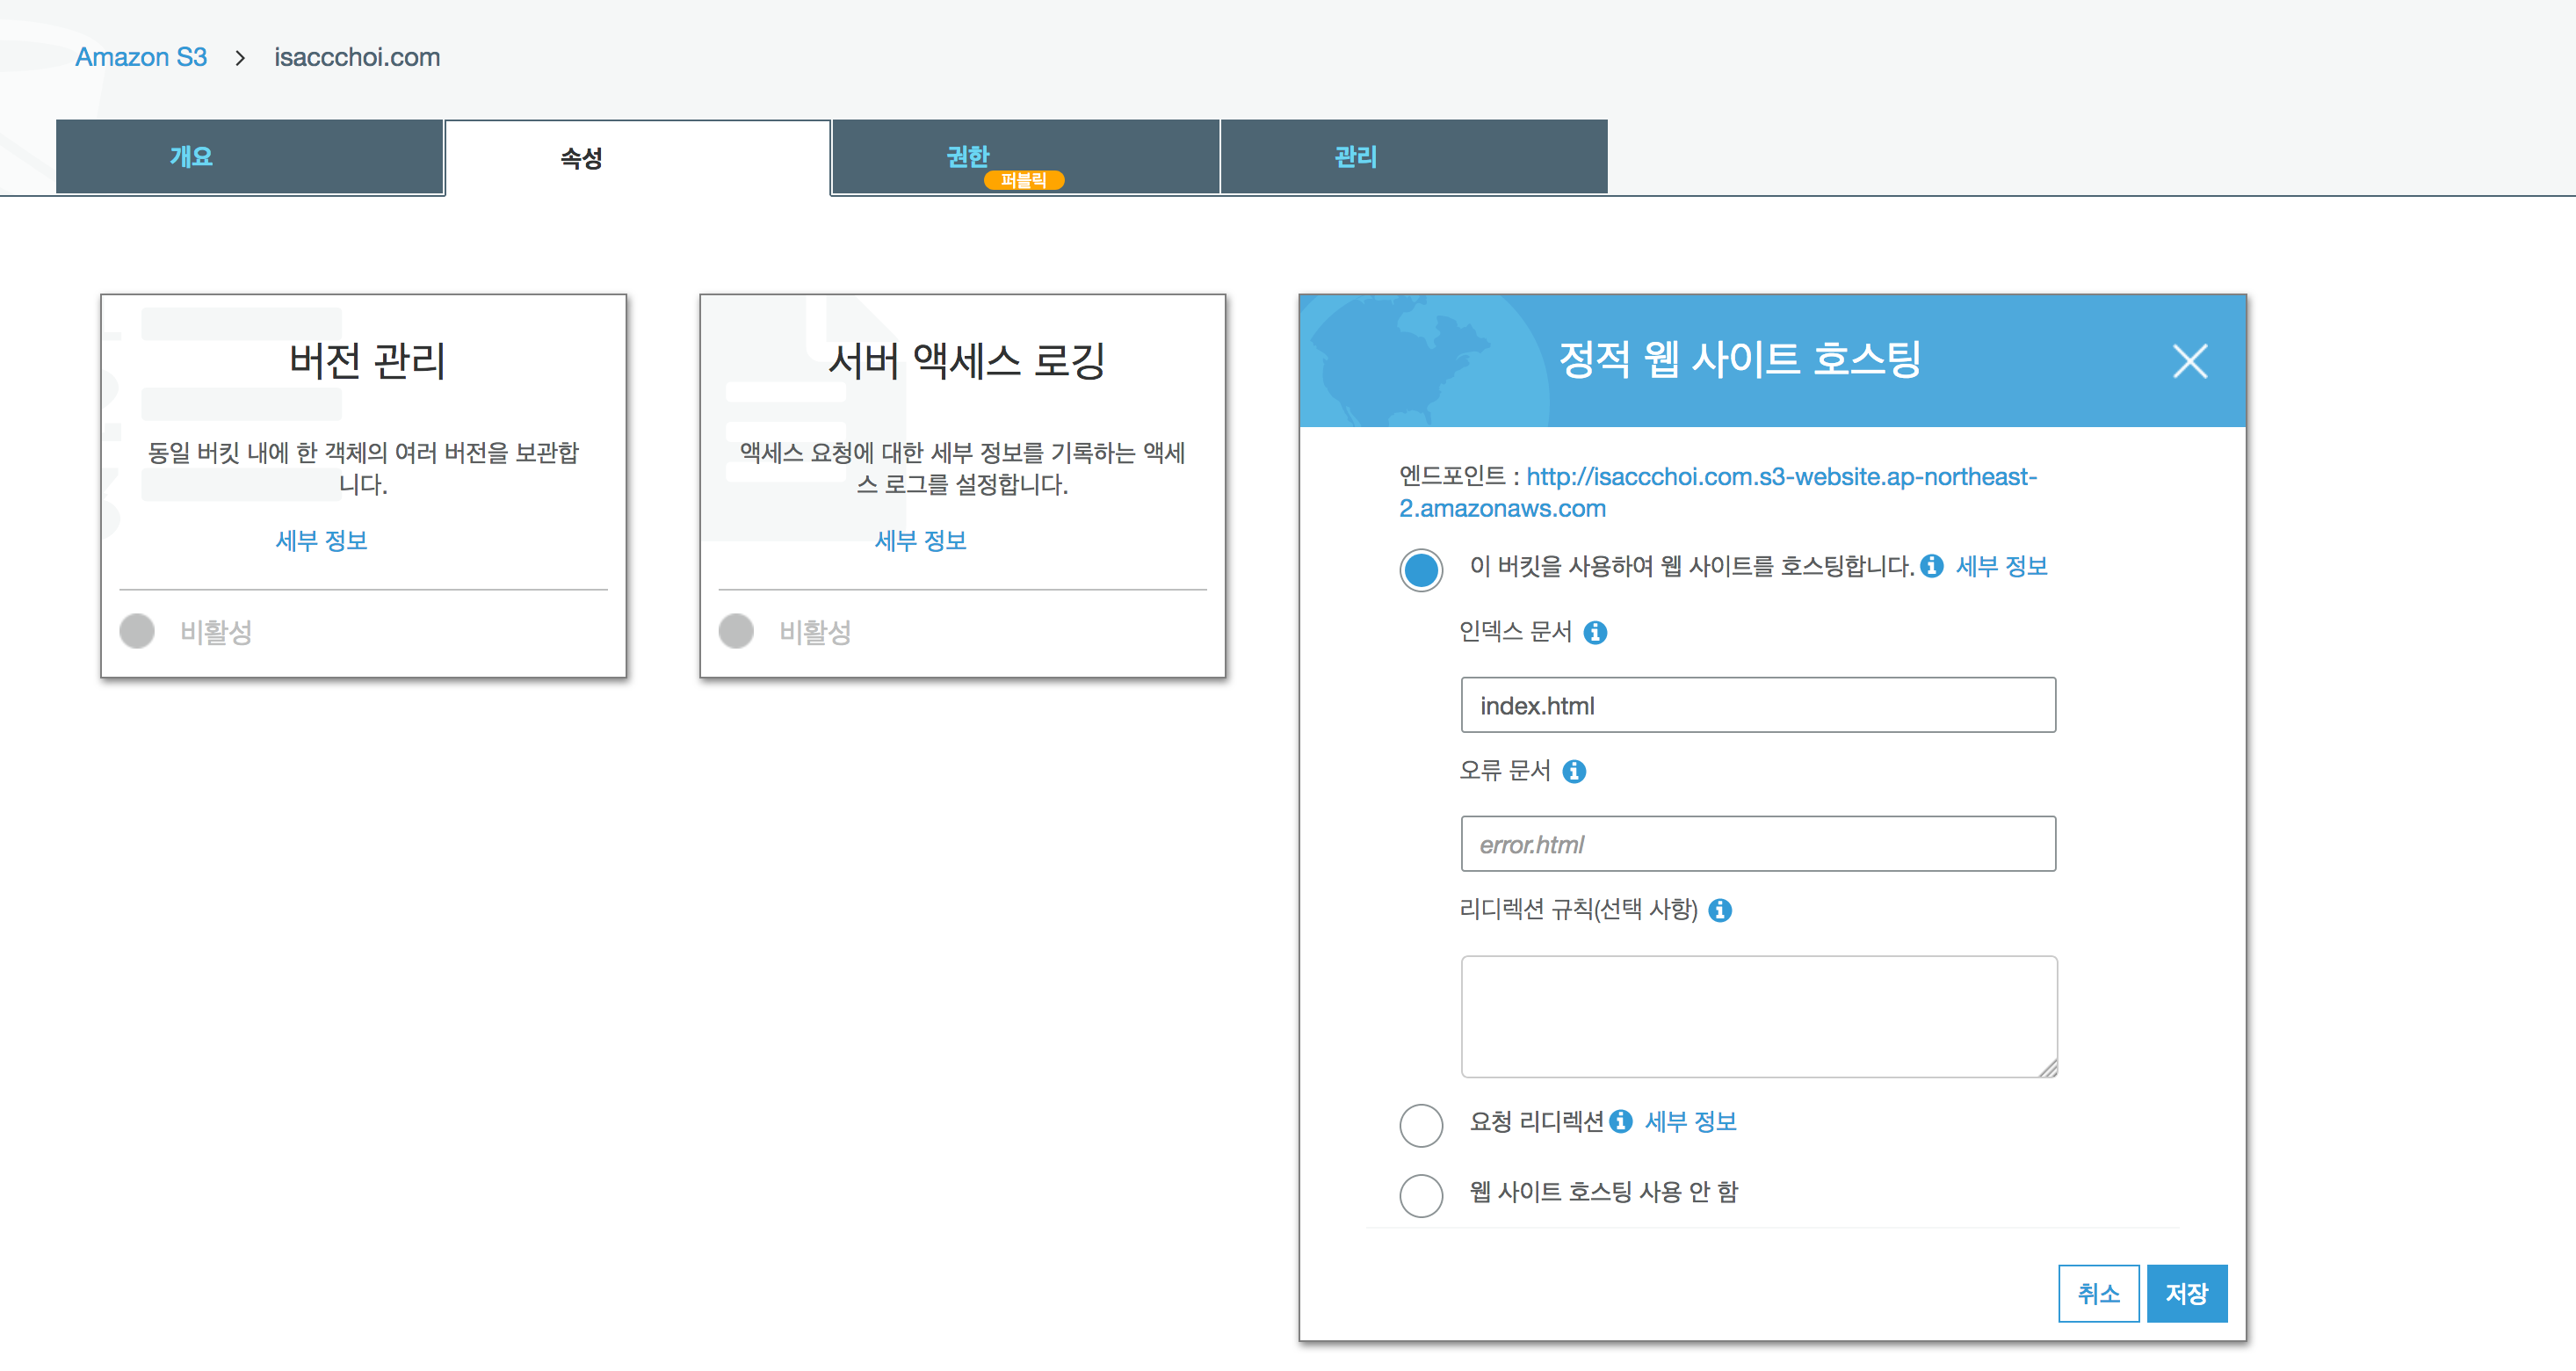 Amazon S3 > isaccchoi.com
개요
속성
권한
퍼블릭
관리
버전 관리
동일 버킷 내에 한 객체의 여러 버전을 보관합
니다.
세부 정보
비활성
서버 액세스 로깅
액세스 요청에 대한 세부 정보를 기록하는 액세
스 로그를 설정합니다.
세부 정보
비활성
정적 웹 사이트 호스팅
엔드포인트 : http://isaccchoi.com.s3-website.ap-northeast-
2.amazonaws.com
이 버킷을 사용하여 웹 사이트를 호스팅합니다. 세부 정보
인덱스 문서
index.html
오류 문서
error.html
리디렉션 규칙(선택 사항)
요청 리디렉션 세부 정보
웹 사이트 호스팅 사용 안 함
취소 저장